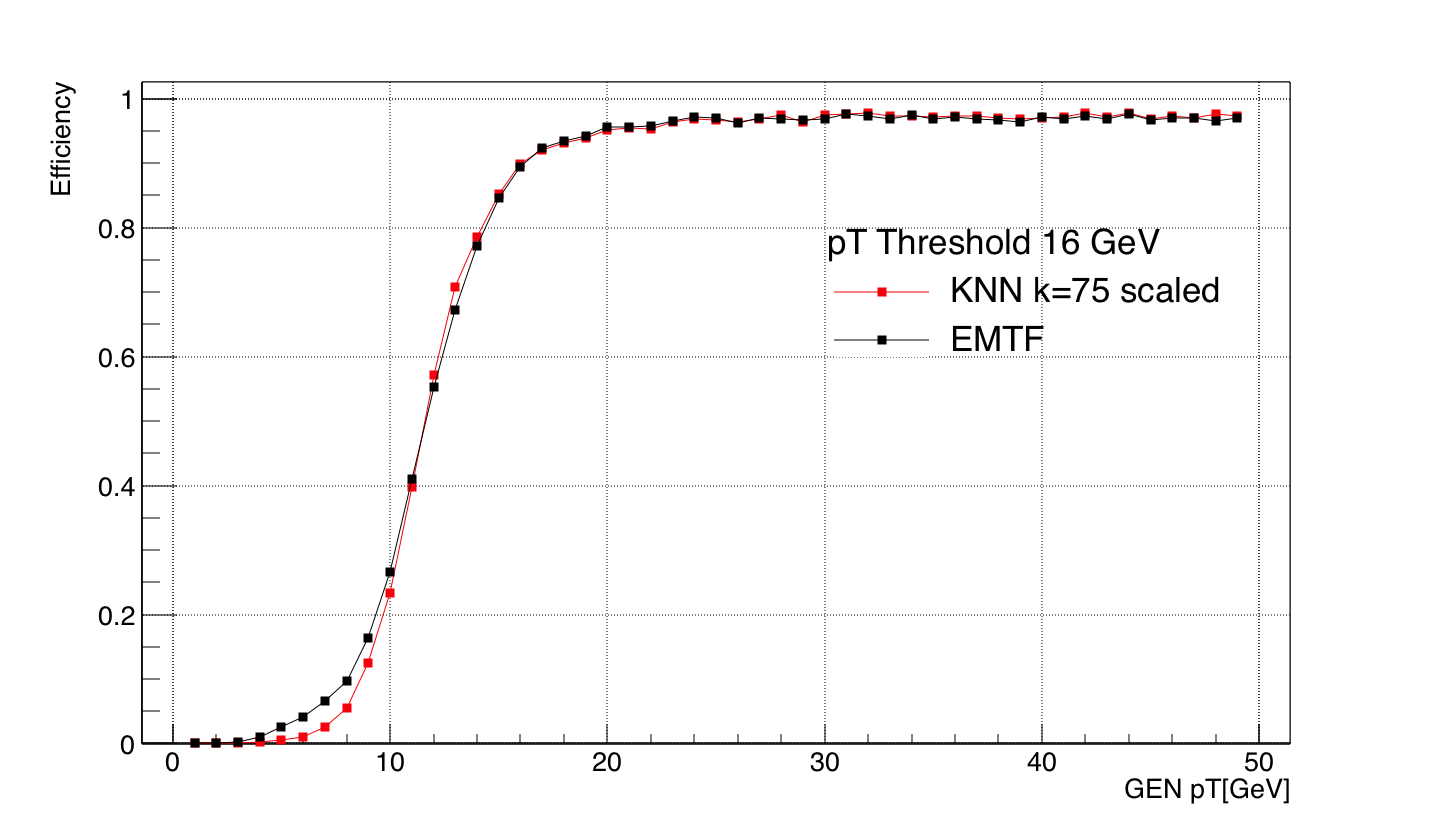 Efficiency
1
0.8
0.6
0.4
0.2
0
pT Threshold 16 GeV
KNN k=75 scaled
EMTF
0 10 20 30 40 50
GEN pT[GeV]